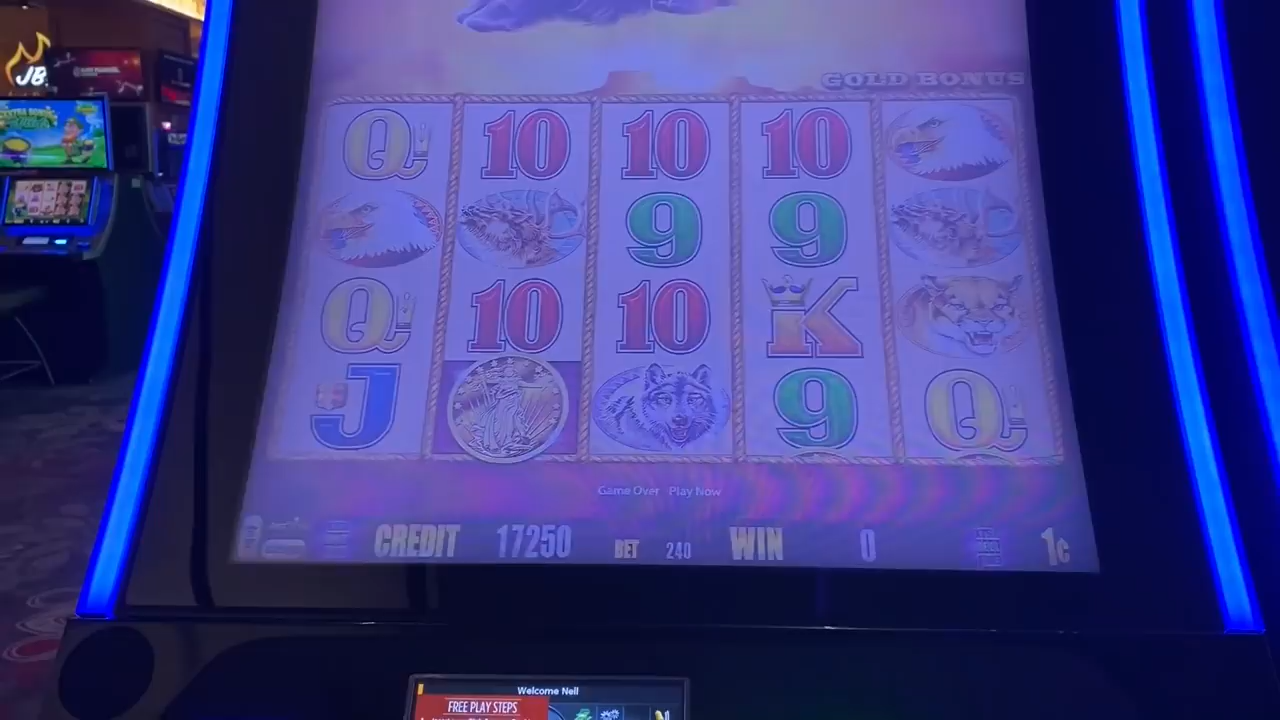 JB
GOLD BONUS
Q 10 10 10
9 9
Q 10 10 K
J 9 Q
Game Over Play Now
CREDIT 17250 BET 240 WIN 0 1¢
Welcome Nell
FREE PLAY STEPS